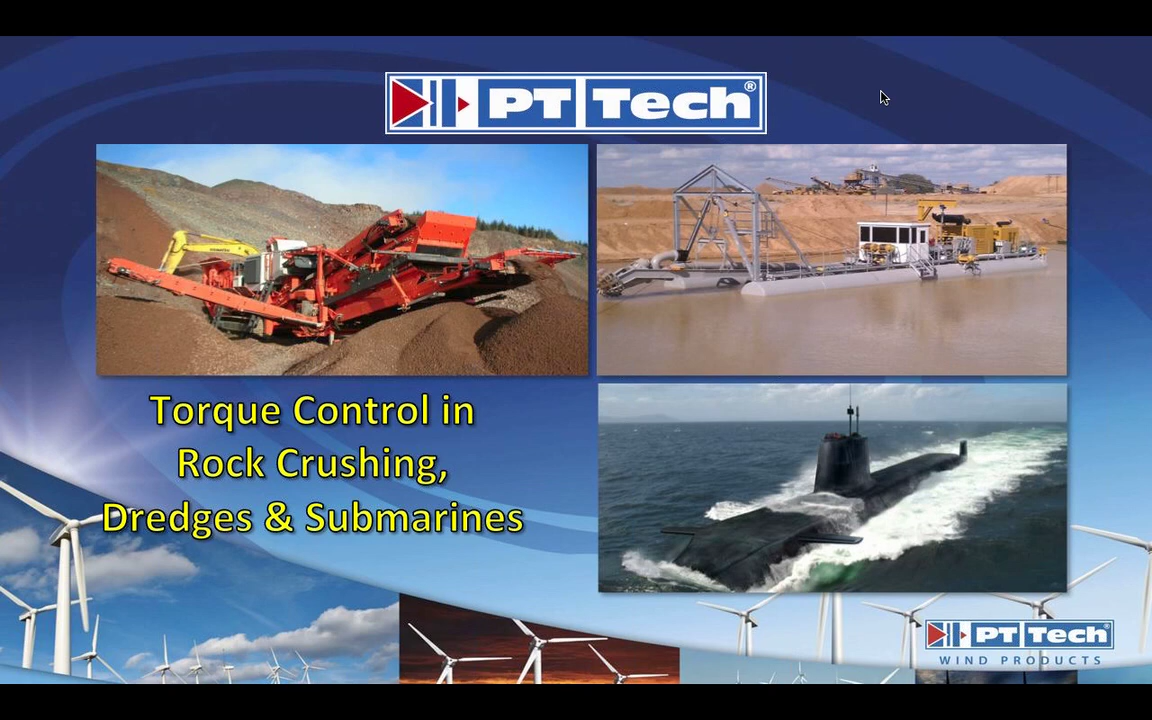 PT Tech®
Torque Control in
Rock Crushing,
Dredges & Submarines
PT Tech®
WIND PRODUCTS